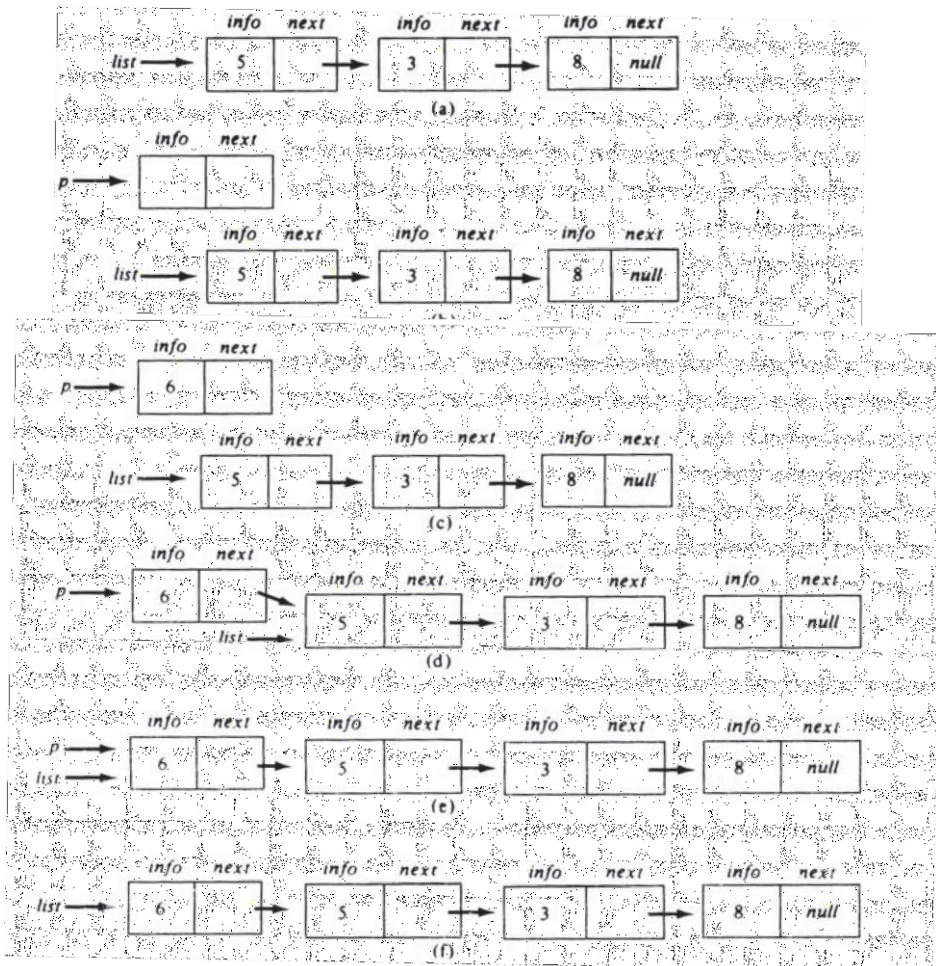 info next info next info next
list 5 3 8 null
(a)
info next
p
info next info next info next
list 5 3 8 null
info next
p 6
info next info next info next
list 5 3 8 null
(c)
info next
p 6
info next info next info next
5 3 8 null
list
(d)
info next info next info next info next
p
list
6 5 3 8 null
(e)
info next info next info next info next
list 6 5 3 8 null
(f)